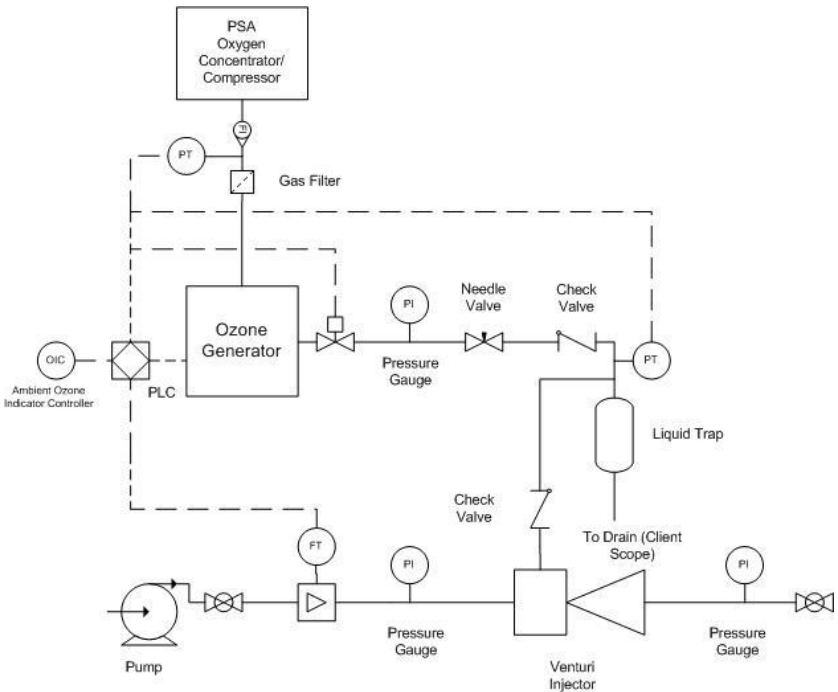 PSA
Oxygen
Concentrator/
Compressor
FI
PT
Gas Filter
Ozone
Generator
PI
Pressure
Gauge
Needle
Valve
Check
Valve
PT
OIC
Ambient Ozone
Indicator Controller
PLC
Liquid Trap
Check
Valve
To Drain (Client
Scope)
FT
PI
PI
Pump
Pressure
Gauge
Venturi
Injector
Pressure
Gauge